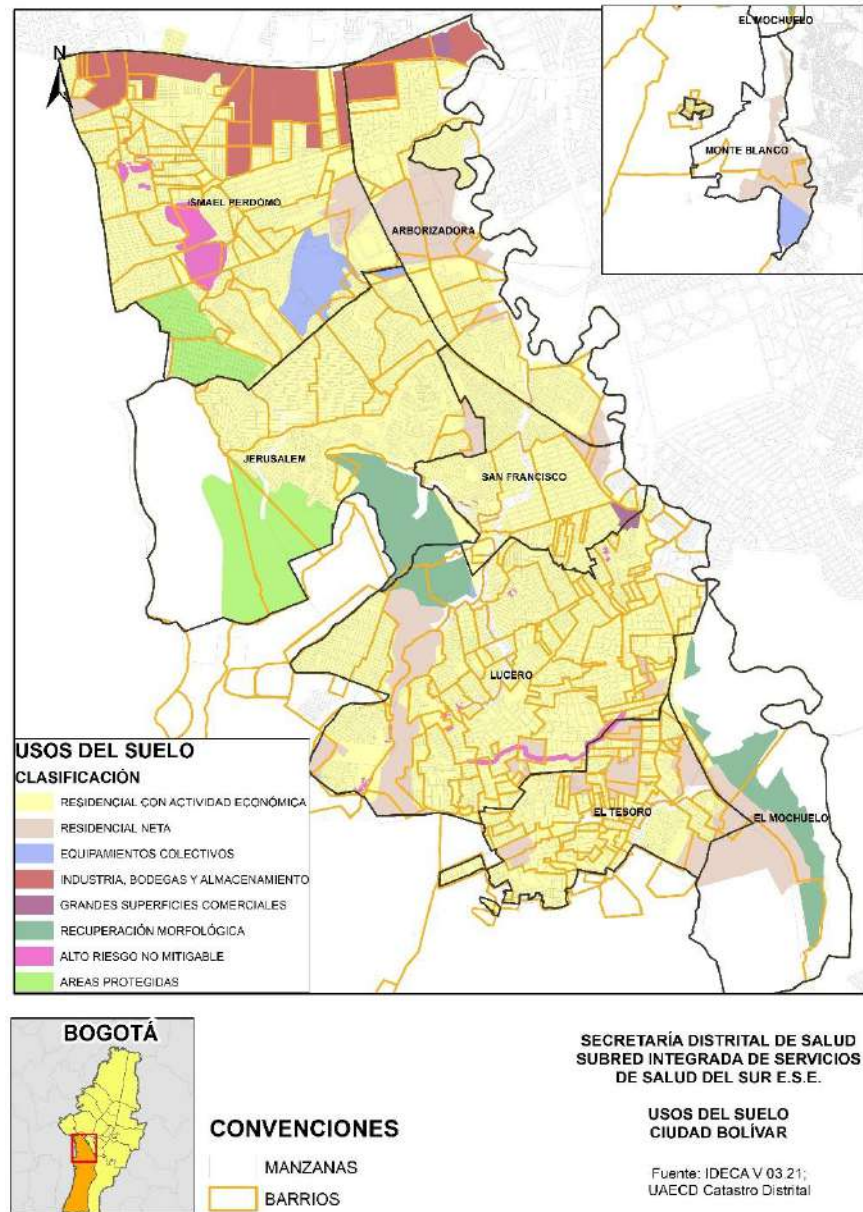 EL MOCHUELO
N
MONTE BLANCO
ISMAEL PERDOMO
ARBORIZADORA
JERUSALEM
SAN FRANCISCO
LUCERO
EL TESORO
EL MOCHUELO
USOS DEL SUELO
CLASIFICACIÓN
RESIDENCIAL CON ACTIVIDAD ECONÓMICA
RESIDENCIAL NETA
EQUIPAMIENTOS COLECTIVOS
INDUSTRIA, BODEGAS Y ALMACENAMIENTO
GRANDES SUPERFICIES COMERCIALES
RECUPERACIÓN MORFOLÓGICA
ALTO RIESGO NO MITIGABLE
AREAS PROTEGIDAS
BOGOTÁ
CONVENCIONES
MANZANAS
BARRIOS
SECRETARÍA DISTRITAL DE SALUD
SUBRED INTEGRADA DE SERVICIOS
DE SALUD DEL SUR E.S.E.
USOS DEL SUELO
CIUDAD BOLÍVAR
Fuente: IDECA V 03.21;
UAECD Catastro Distrital